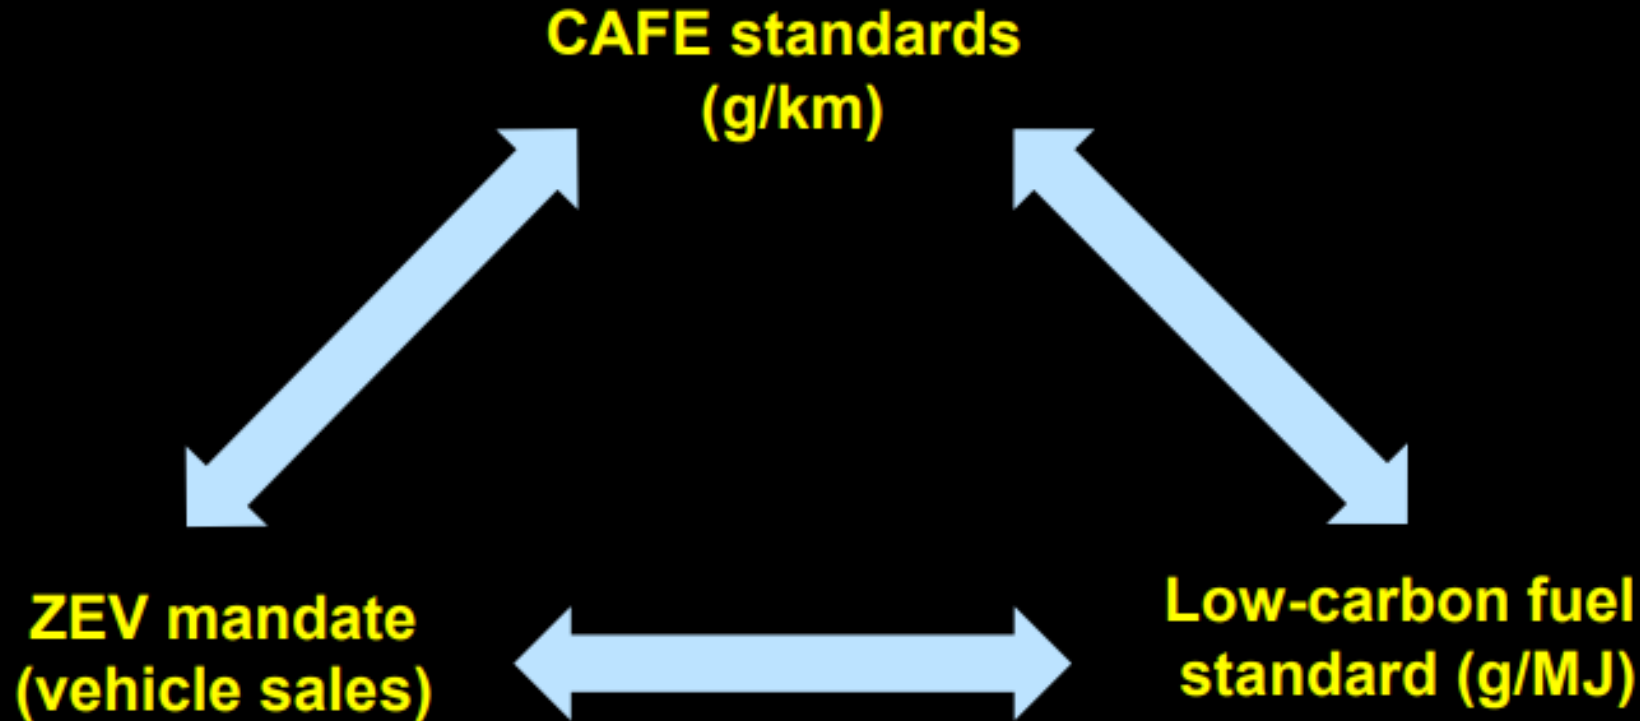 CAFE standards
(g/km)
ZEV mandate
(vehicle sales)
Low-carbon fuel
standard (g/MJ)